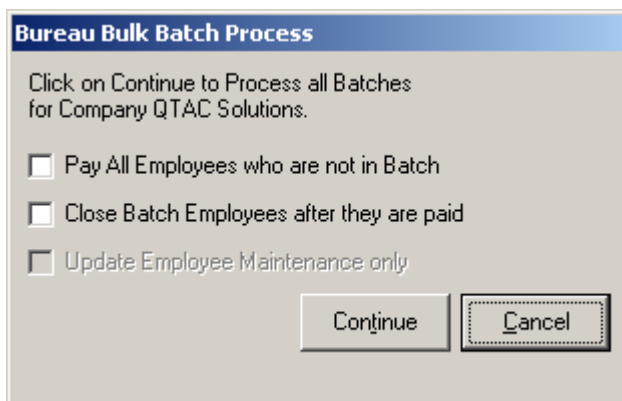 Bureau Bulk Batch Process
Click on Continue to Process all Batches
for Company QTAC Solutions.
Pay All Employees who are not in Batch
Close Batch Employees after they are paid
Update Employee Maintenance only
Continue Cancel